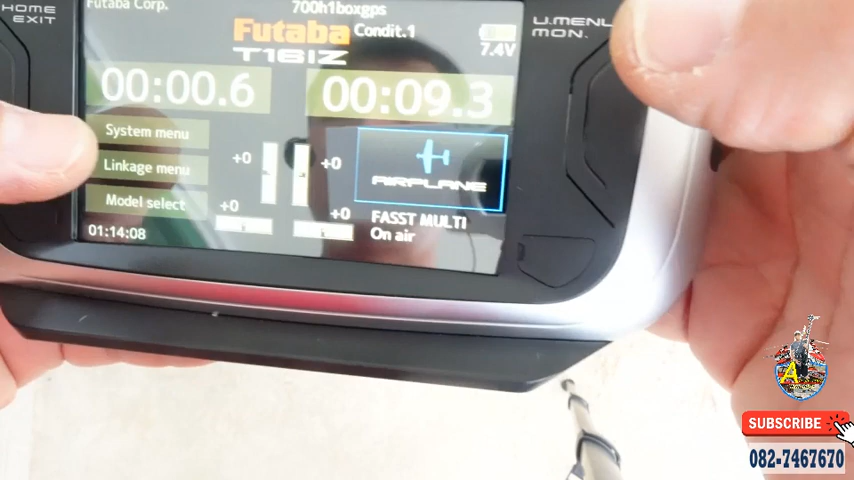 HOME
EXIT
Futaba Corp.
700h1boxgps
Futaba
Condit.1
T16IZ
7.4V
U.MENU
MON.
00:00.6
00:09.3
System menu
Linkage menu
Model select
+0
+0
+0
+0
AIRPLANE
FASST MULTI
On air
01:14:08
A
SUBSCRIBE
082-7467670